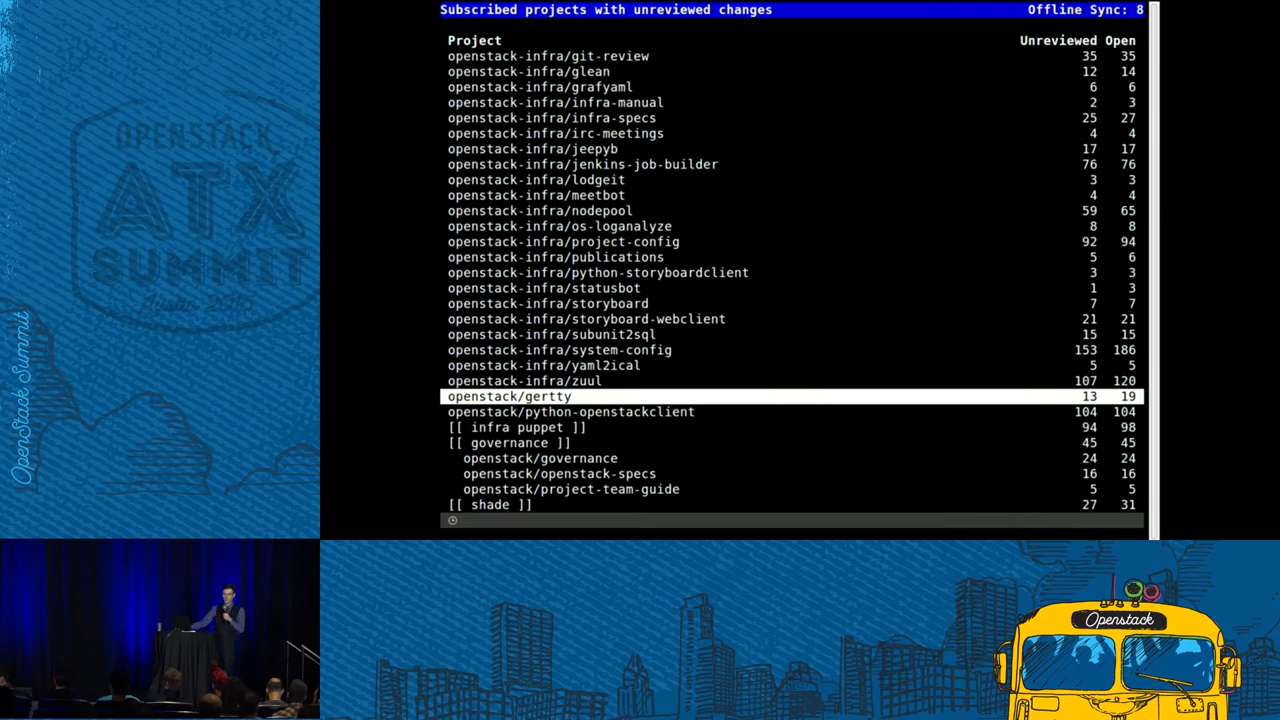 Subscribed projects with unreviewed changes Offline Sync: 8
Project Unreviewed Open
openstack-infra/git-review 35 35
openstack-infra/glean 12 14
openstack-infra/grafyaml 6 6
openstack-infra/infra-manual 2 3
openstack-infra/infra-specs 25 27
openstack-infra/irc-meetings 4 4
openstack-infra/jeepyb 17 17
openstack-infra/jenkins-job-builder 76 76
openstack-infra/lodgeit 3 3
openstack-infra/meetbot 4 4
openstack-infra/nodepool 59 65
openstack-infra/os-loganalyze 8 8
openstack-infra/project-config 92 94
openstack-infra/publications 5 6
openstack-infra/python-storyboardclient 3 3
openstack-infra/statusbot 1 3
openstack-infra/storyboard 7 7
openstack-infra/storyboard-webclient 21 21
openstack-infra/subunit2sql 15 15
openstack-infra/system-config 153 186
openstack-infra/yaml2ical 5 5
openstack-infra/zuul 107 120
openstack/gertty 13 19
openstack/python-openstackclient 104 104
[[ infra puppet ]] 94 98
[[ governance ]] 45 45
openstack/governance 24 24
openstack/openstack-specs 16 16
openstack/project-team-guide 5 5
[[ shade ]] 27 31
OPENSTACK
ATX
SUMMIT
Austin 2016
OpenStack Summit
Openstack